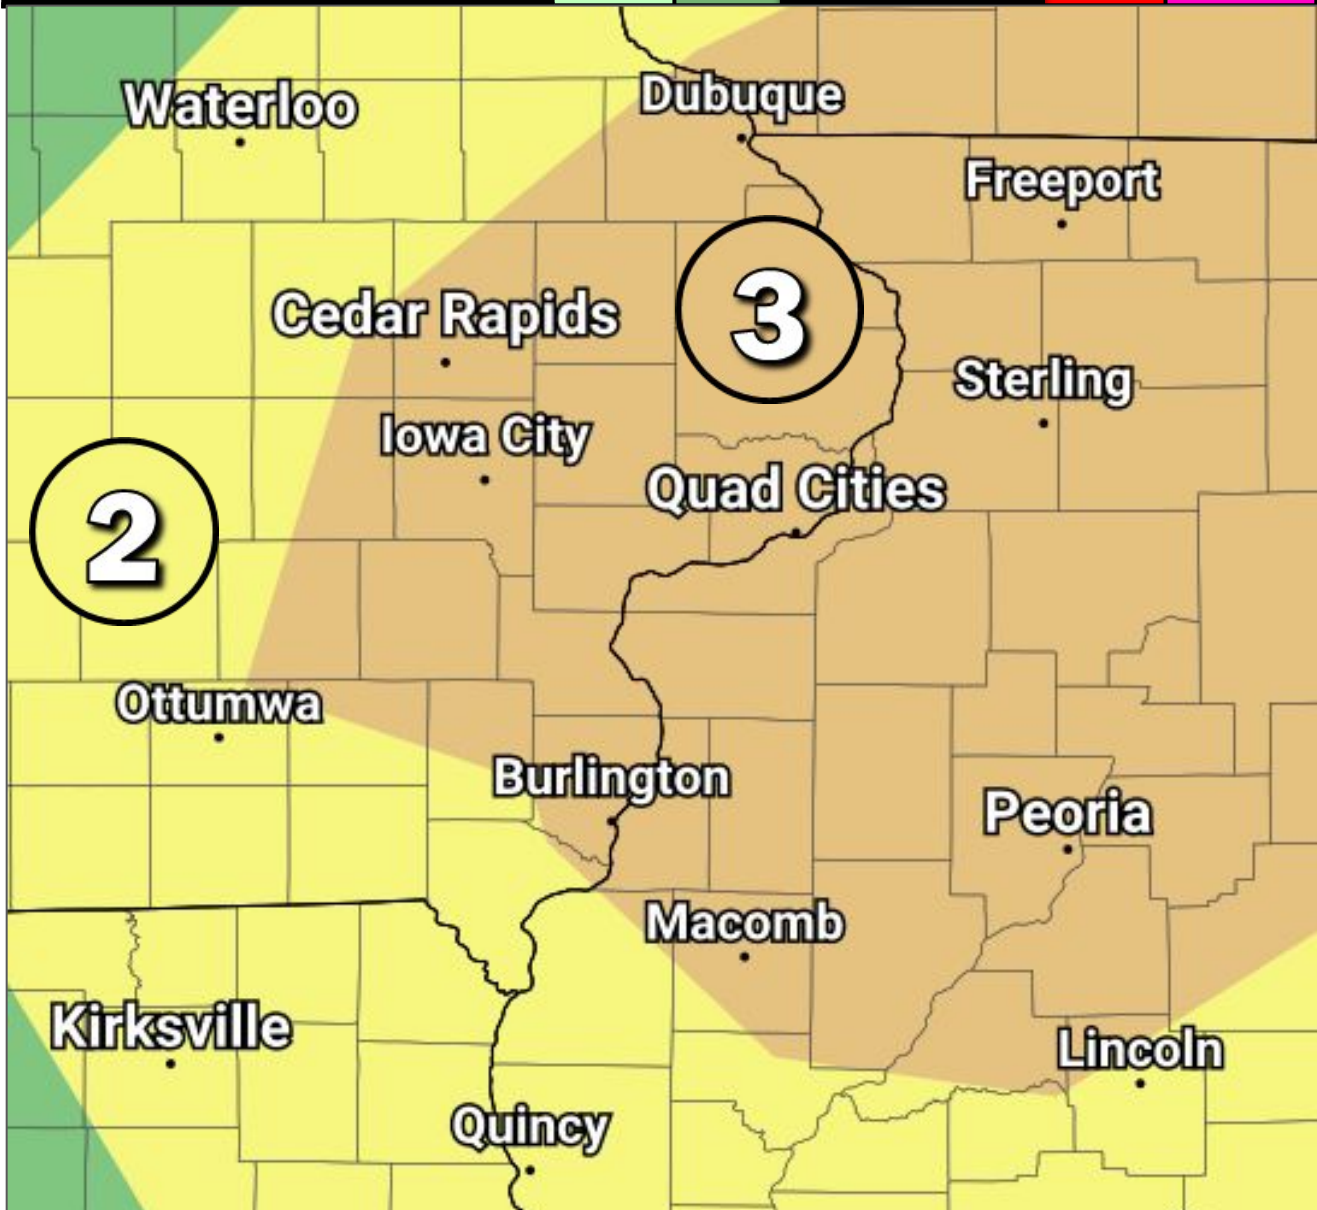 Waterloo
Dubuque
Freeport
3
Cedar Rapids
Sterling
Iowa City
Quad Cities
2
Ottumwa
Burlington
Peoria
Macomb
Kirksville
Lincoln
Quincy